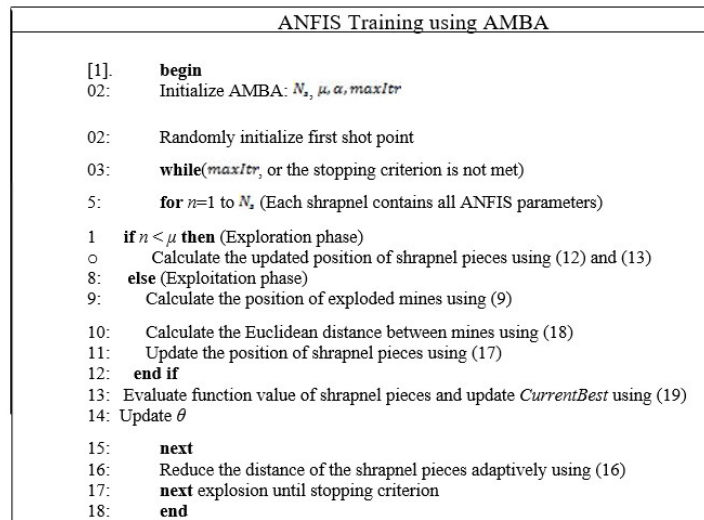 ANFIS Training using AMBA
[1]. begin
02: Initialize AMBA: Nₛ, μ, α, maxItr
02: Randomly initialize first shot point
03: while(maxItr, or the stopping criterion is not met)
5: for n=1 to Nₛ (Each shrapnel contains all ANFIS parameters)
1 if n < μ then (Exploration phase)
o Calculate the updated position of shrapnel pieces using (12) and (13)
8: else (Exploitation phase)
9: Calculate the position of exploded mines using (9)
10: Calculate the Euclidean distance between mines using (18)
11: Update the position of shrapnel pieces using (17)
12: end if
13: Evaluate function value of shrapnel pieces and update CurrentBest using (19)
14: Update θ
15: next
16: Reduce the distance of the shrapnel pieces adaptively using (16)
17: next explosion until stopping criterion
18: end